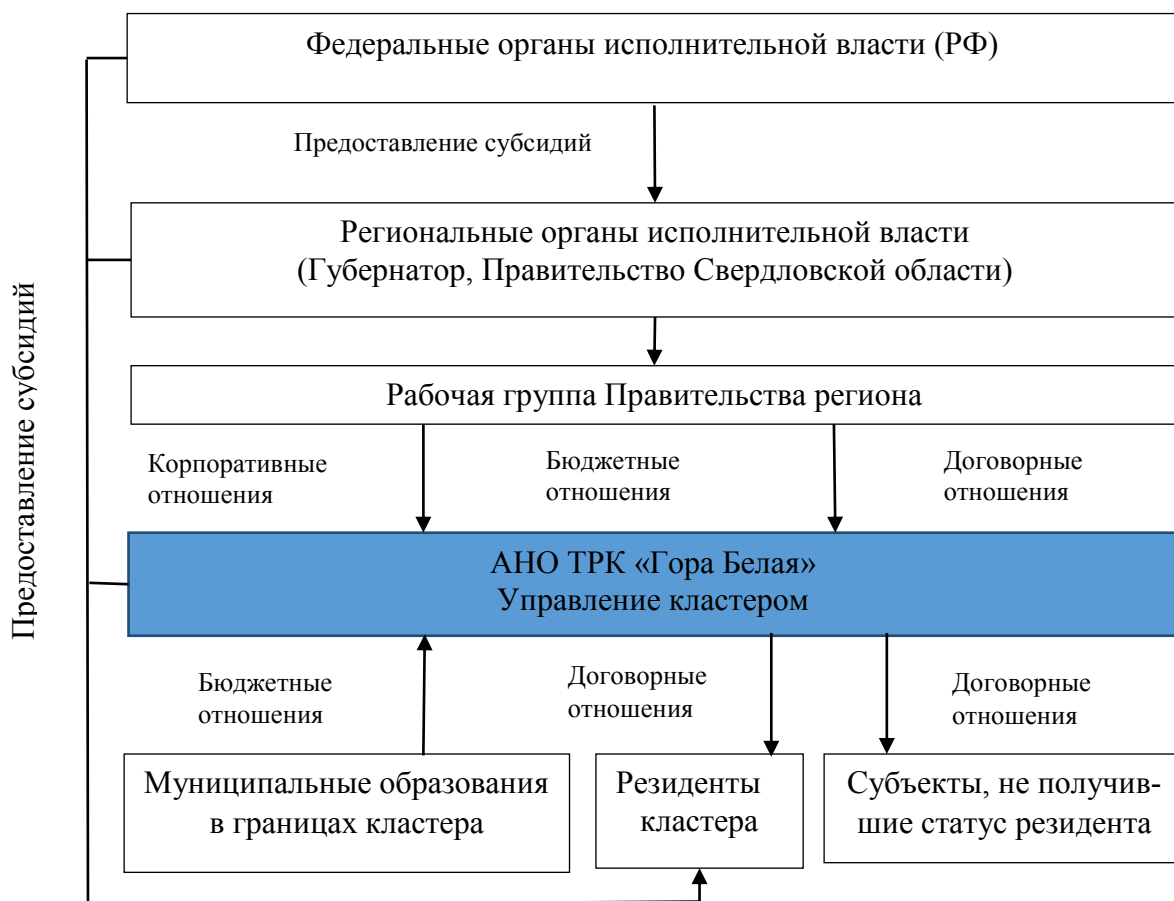 Федеральные органы исполнительной власти (РФ)
Предоставление субсидий
Региональные органы исполнительной власти
(Губернатор, Правительство Свердловской области)
Предоставление субсидий
Рабочая группа Правительства региона
Корпоративные
отношения
Бюджетные
отношения
Договорные
отношения
АНО ТРК «Гора Белая»
Управление кластером
Бюджетные
отношения
Договорные
отношения
Договорные
отношения
Муниципальные образования
в границах кластера
Резиденты
кластера
Субъекты, не получив-
шие статус резидента